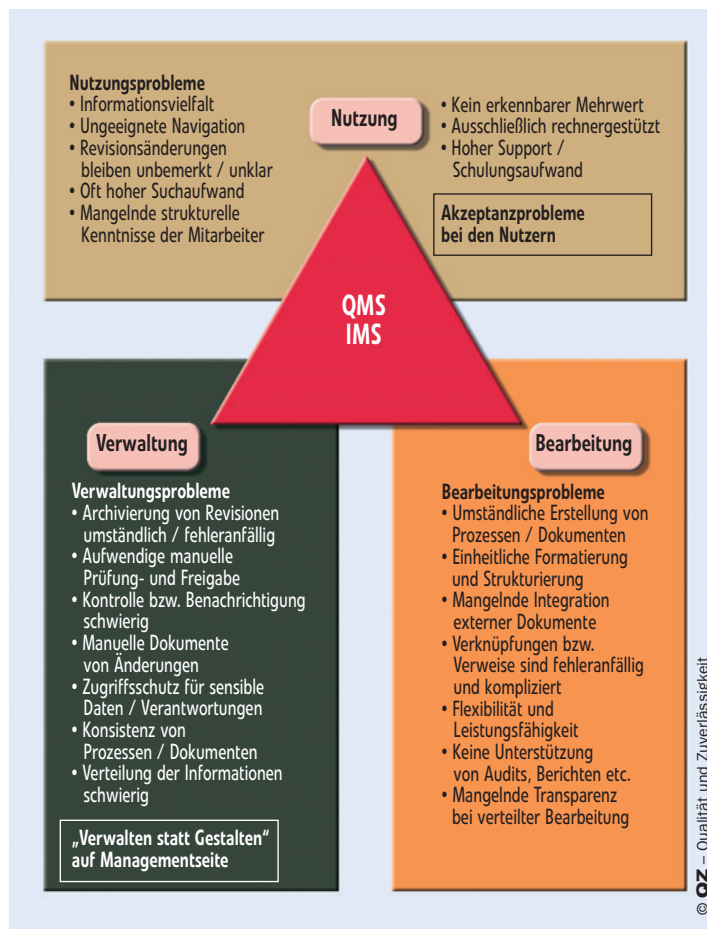 Nutzungsprobleme
• Informationsvielfalt
• Ungeeignete Navigation
• Revisionsänderungen
bleiben unbemerkt / unklar
• Oft hoher Suchaufwand
• Mangelnde strukturelle
Kenntnisse der Mitarbeiter
Nutzung
• Kein erkennbarer Mehrwert
• Ausschließlich rechnergestützt
• Hoher Support /
Schulungsaufwand
Akzeptanzprobleme
bei den Nutzern
QMS
IMS
Verwaltung
Verwaltungsprobleme
• Archivierung von Revisionen
umständlich / fehleranfällig
• Aufwendige manuelle
Prüfung- und Freigabe
• Kontrolle bzw. Benachrichtigung
schwierig
• Manuelle Dokumente
von Änderungen
• Zugriffsschutz für sensible
Daten / Verantwortungen
• Konsistenz von
Prozessen / Dokumenten
• Verteilung der Informationen
schwierig
„Verwalten statt Gestalten“
auf Managementseite
Bearbeitung
Bearbeitungsprobleme
• Umständliche Erstellung von
Prozessen / Dokumenten
• Einheitliche Formatierung
und Strukturierung
• Mangelnde Integration
externer Dokumente
• Verknüpfungen bzw.
Verweise sind fehleranfällig
und kompliziert
• Flexibilität und
Leistungsfähigkeit
• Keine Unterstützung
von Audits, Berichten etc.
• Mangelnde Transparenz
bei verteilter Bearbeitung
© QZ – Qualität und Zuverlässigkeit